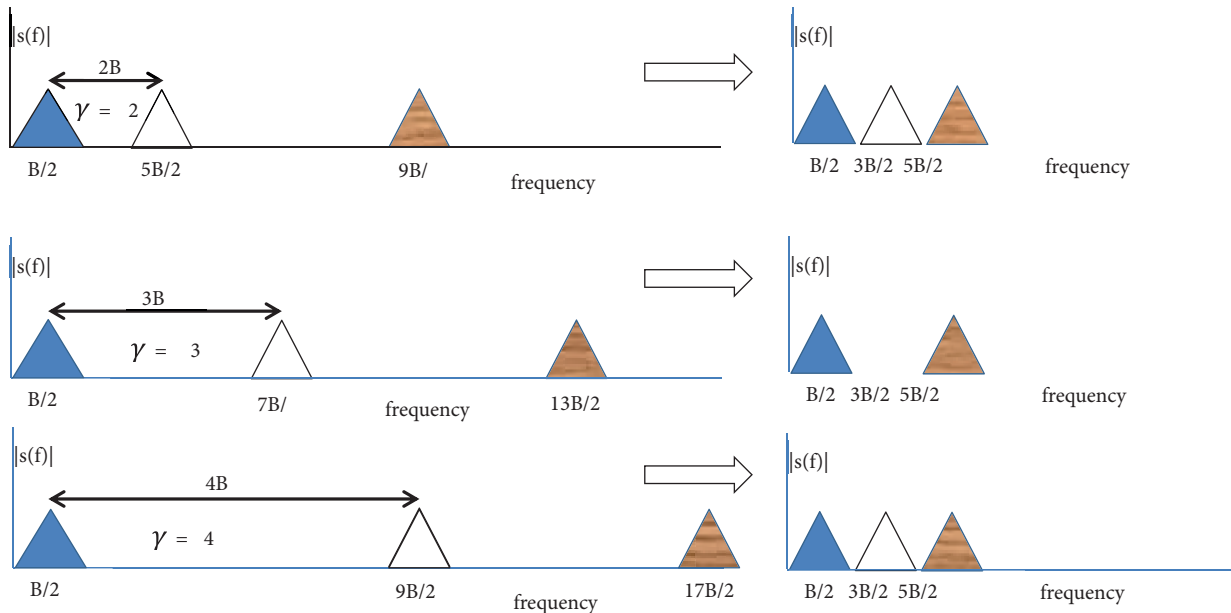 |s(f)|
2B
γ = 2
B/2 5B/2 9B/ frequency
|s(f)|
B/2 3B/2 5B/2 frequency
|s(f)|
3B
γ = 3
B/2 7B/ frequency 13B/2
|s(f)|
B/2 3B/2 5B/2 frequency
|s(f)|
4B
γ = 4
B/2 9B/2 frequency 17B/2
|s(f)|
B/2 3B/2 5B/2 frequency